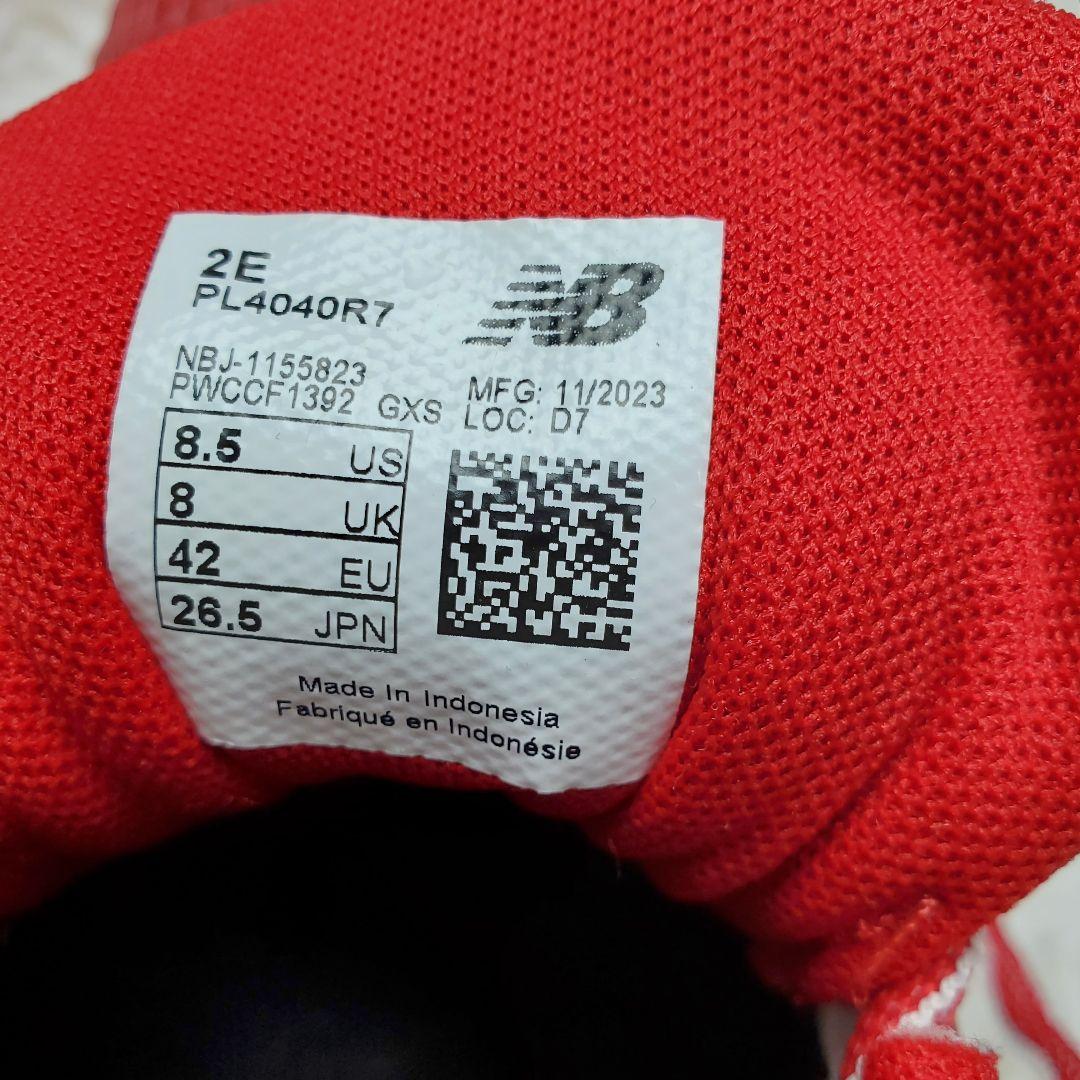 2E
PL4040R7
NB
NBJ-1155823
PWCCF1392 GXS
MFG: 11/2023
LOC: D7
8.5 US
8 UK
42 EU
26.5 JPN
Made In Indonesia
Fabriqué en Indonésie